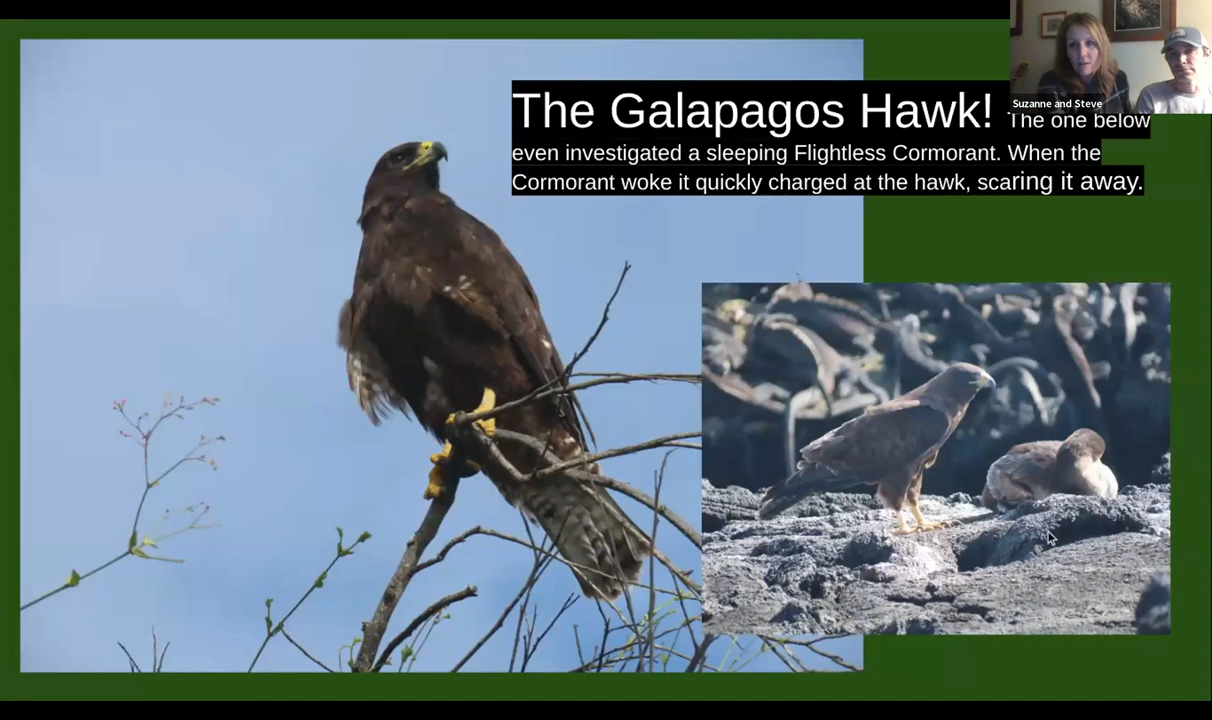 Suzanne and Steve
The Galapagos Hawk! The one below
even investigated a sleeping Flightless Cormorant. When the
Cormorant woke it quickly charged at the hawk, scaring it away.